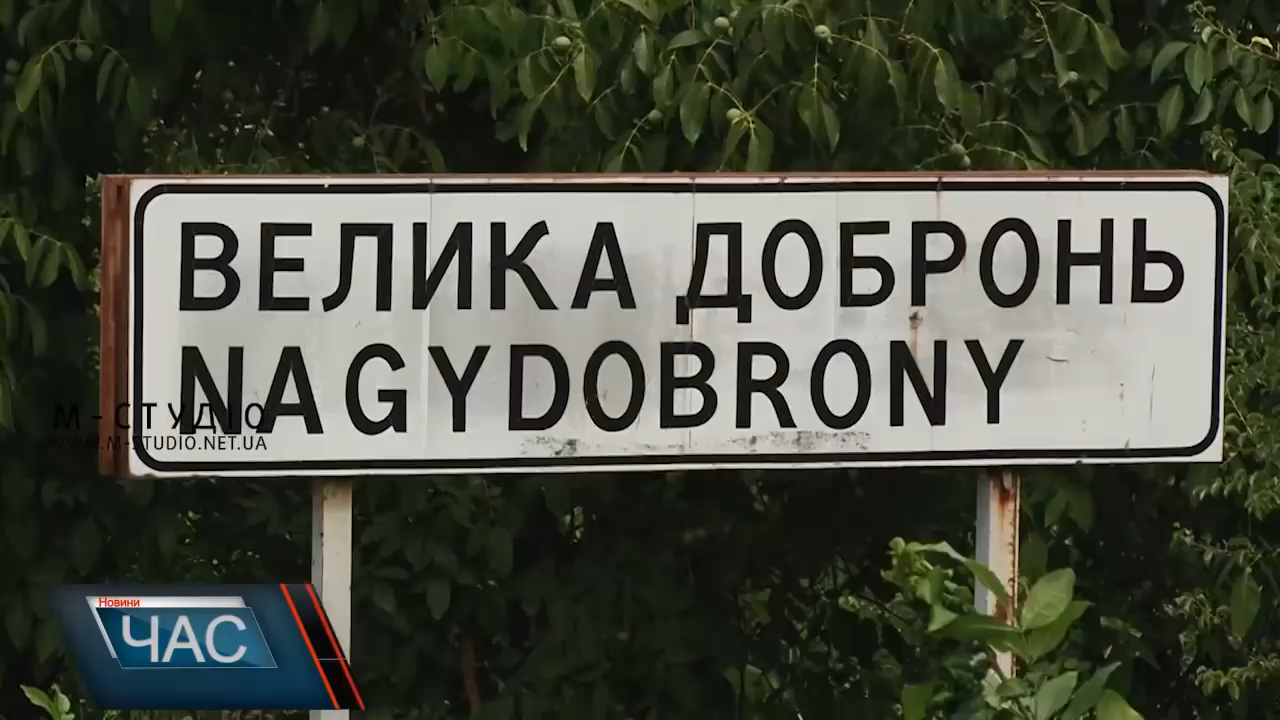 ВЕЛИКА ДОБРОНЬ
NAGYDOBRONY
М-СТУДІО
WWW.M-STUDIO.NET.UA
Новини
ЧАС